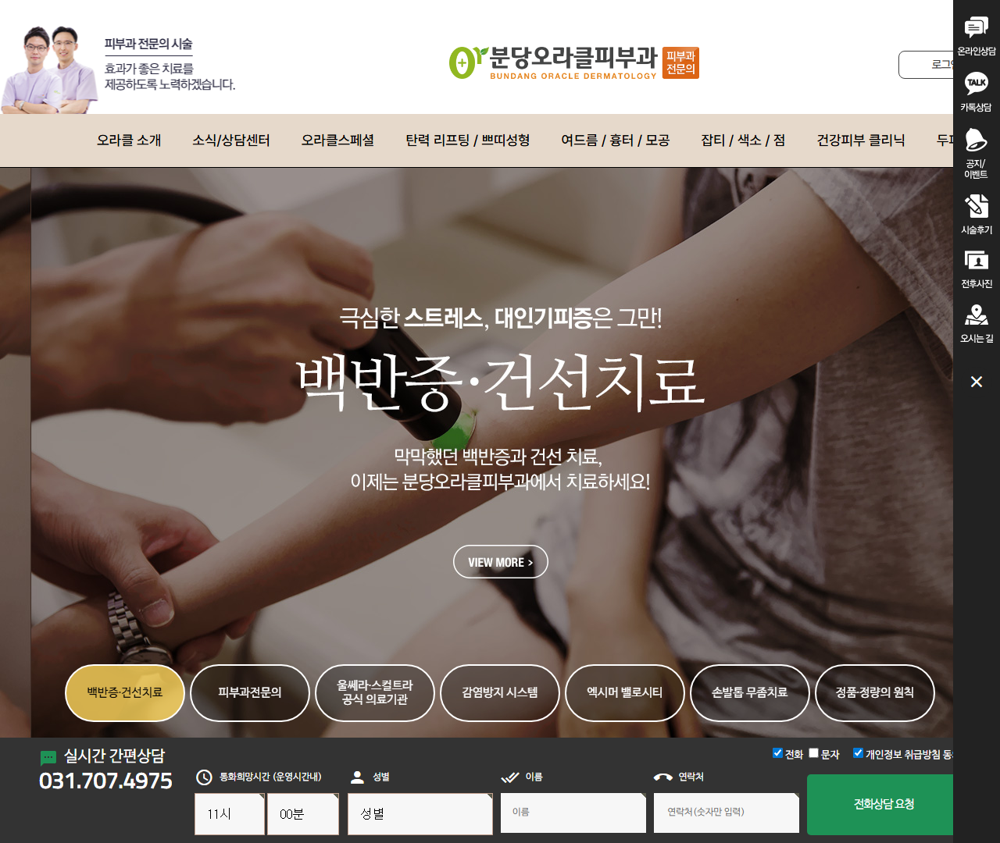 피부과 전문의 시술
효과가 좋은 치료를
제공하도록 노력하겠습니다.
분당오라클피부과
BUNDANG ORACLE DERMATOLOGY
피부과
전문의
오라클 소개
소식/상담센터
오라클스페셜
탄력 리프팅 / 쁘띠성형
여드름 / 흉터 / 모공
잡티 / 색소 / 점
건강피부 클리닉
온라인상담
TALK
카톡상담
공지/
이벤트
시술후기
전후사진
오시는 길
극심한 스트레스, 대인기피증은 그만!
백반증·건선치료
막막했던 백반증과 건선 치료,
이제는 분당오라클피부과에서 치료하세요!
VIEW MORE >
백반증·건선치료
피부과전문의
울쎄라·스컬트라
공식 의료기관
감염방지 시스템
엑시머 밸로시티
손발톱 무좀치료
정품·정량의 원칙
실시간 간편상담
031.707.4975
전화
문자
개인정보 취급방침
통화희망시간 (운영시간내)
성별
이름
연락처
11시
00분
성별
이름
연락처(숫자만 입력)
전화상담 요청